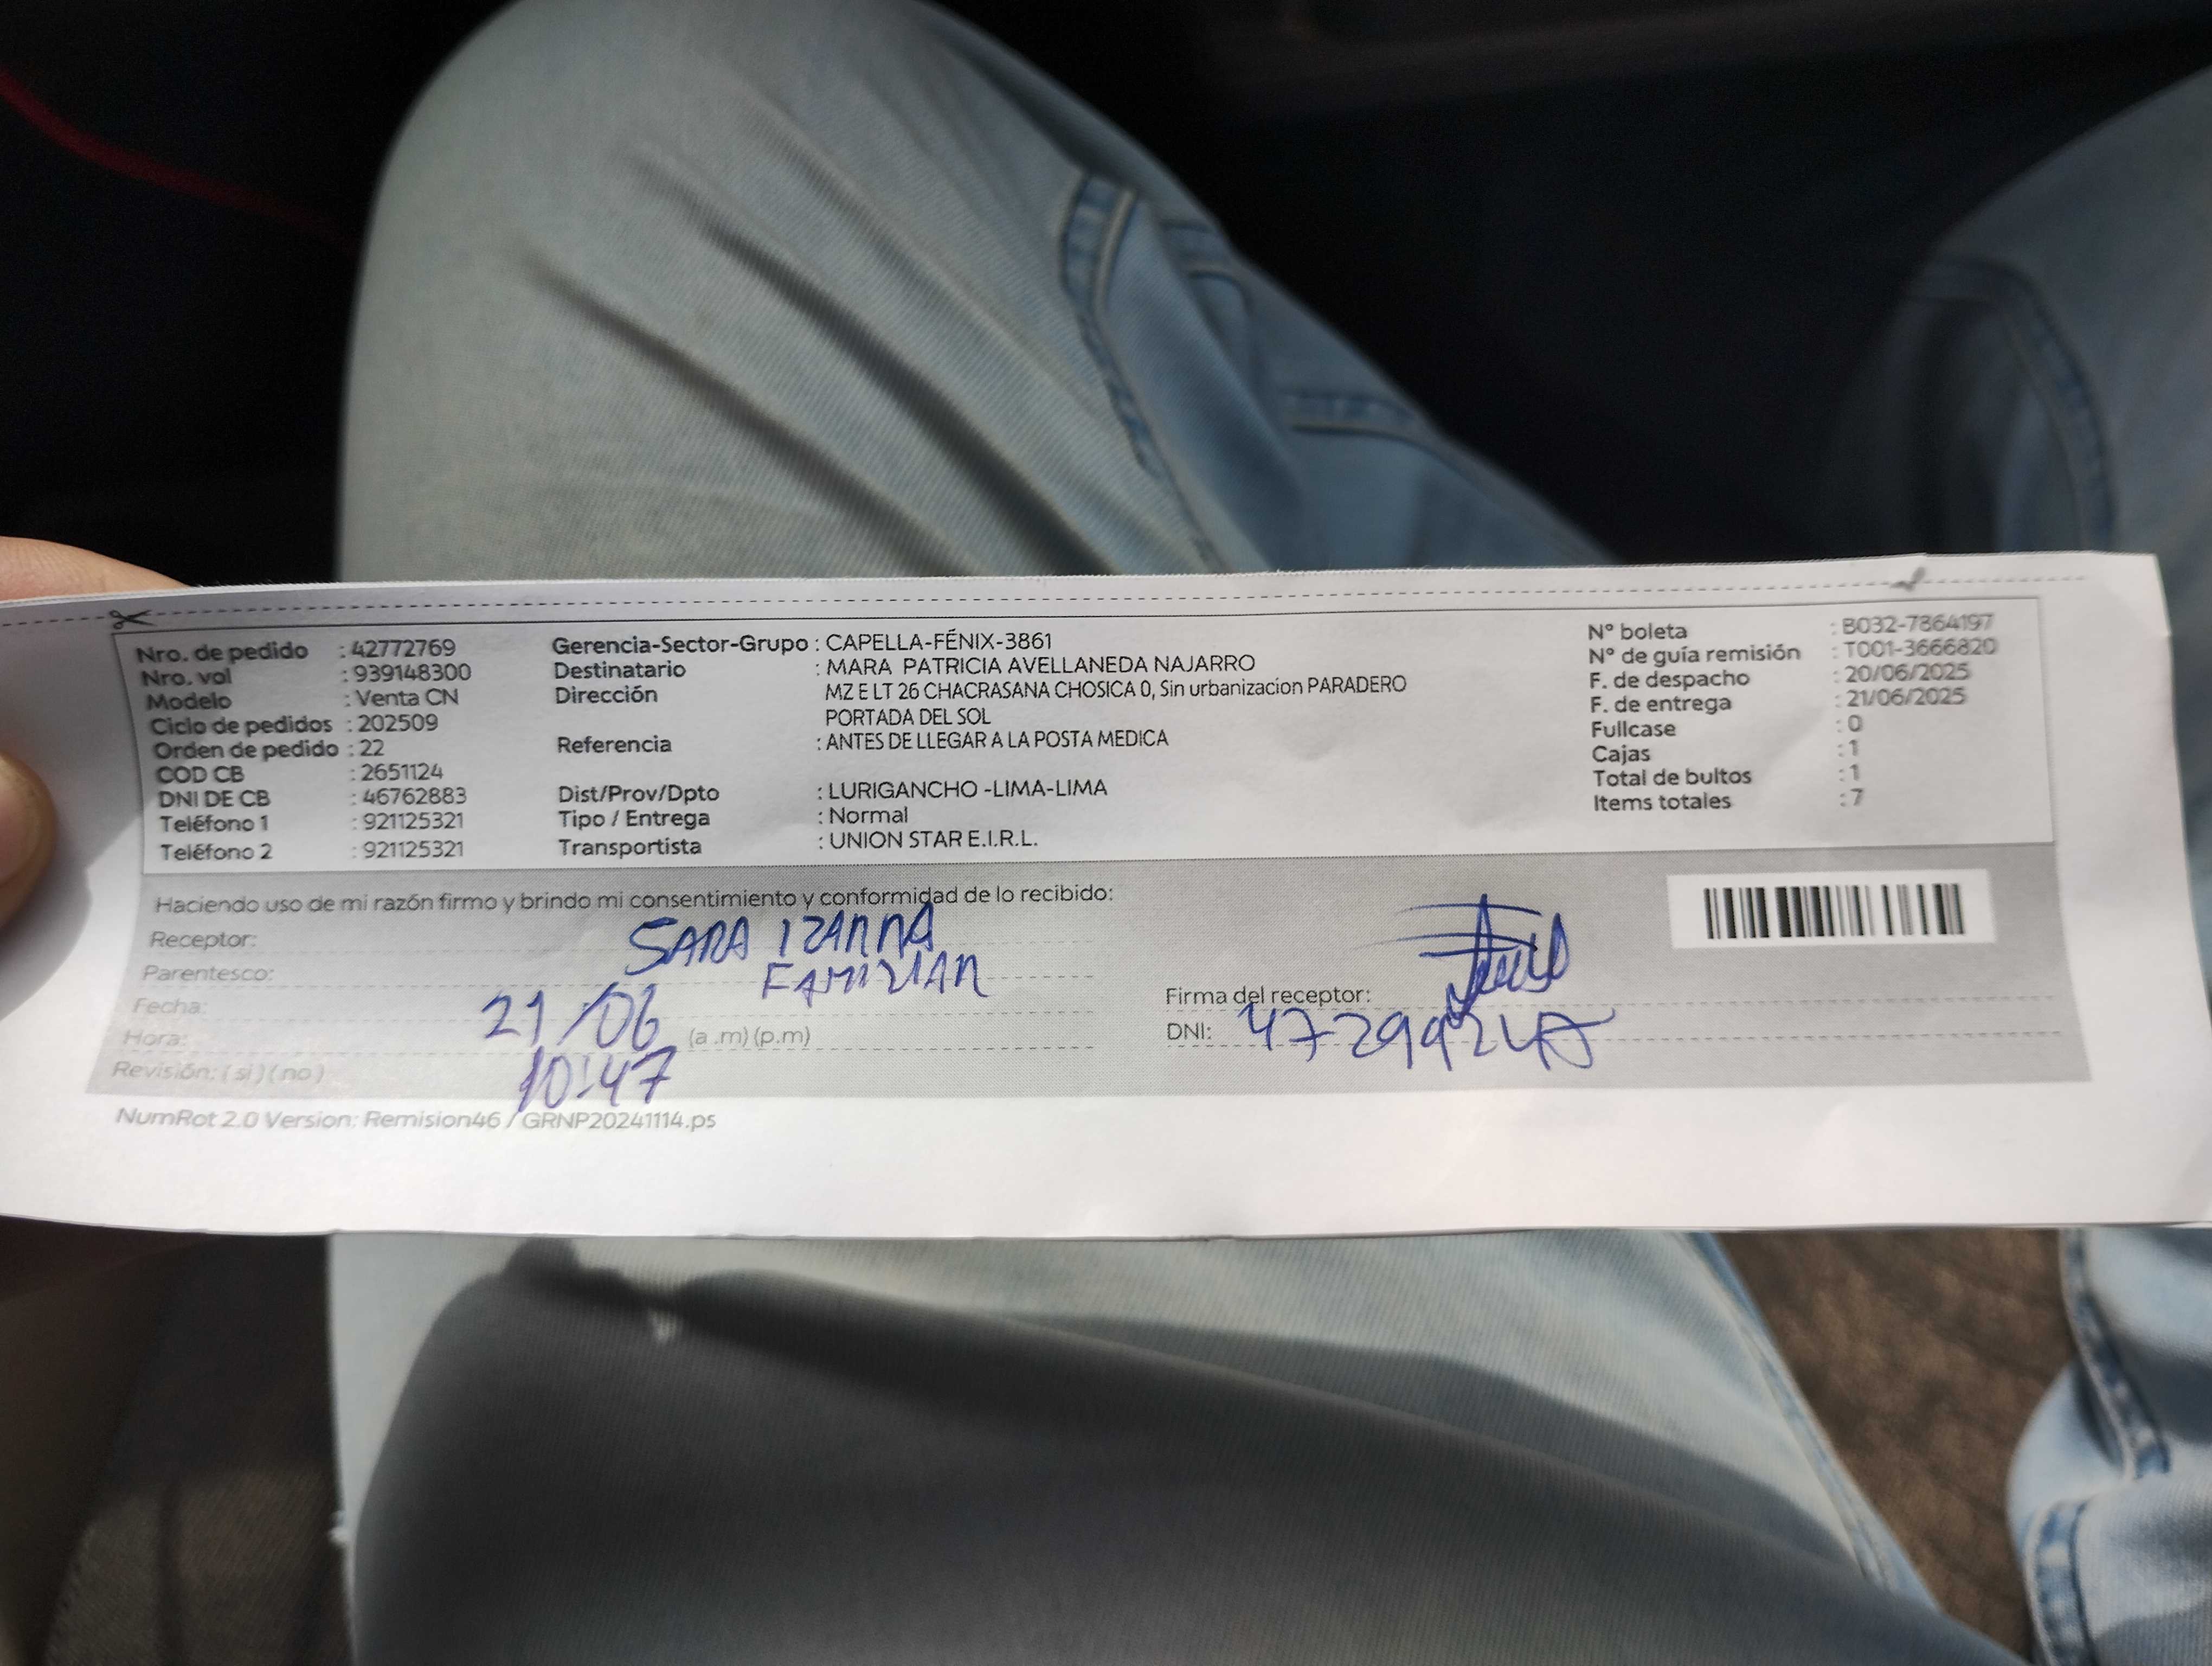 Nro. de pedido : 42772769
Nro. vol : 939148300
Modelo : Venta CN
Ciclo de pedidos : 202509
Orden de pedido : 22
COD CB : 2651124
DNI DE CB : 46762883
Teléfono 1 : 921125321
Teléfono 2 : 921125321
Gerencia-Sector-Grupo : CAPELLA-FÉNIX-3861
Destinatario : MARA PATRICIA AVELLANEDA NAJARRO
Dirección MZ E LT 26 CHACRASANA CHOSICA 0, Sin urbanizacion PARADERO
PORTADA DEL SOL
Referencia : ANTES DE LLEGAR A LA POSTA MEDICA
Dist/Prov/Dpto : LURIGANCHO -LIMA-LIMA
Tipo / Entrega : Normal
Transportista : UNION STAR E.I.R.L.
N° boleta : B032-7864197
N° de guía remisión : T001-3666820
F. de despacho : 20/06/2025
F. de entrega : 21/06/2025
Fullcase : 0
Cajas : 1
Total de bultos : 1
Items totales : 7
Haciendo uso de mi razón firmo y brindo mi consentimiento y conformidad de lo recibido:
Receptor: SARA
Parentesco: FAMILIAR
Fecha: 21/06
Hora: 10:47 (a .m) (p.m)
Revisión: ( si ) ( no )
Firma del receptor:
DNI:
NumRot 2.0 Version: Remision46 / GRNP20241114.ps